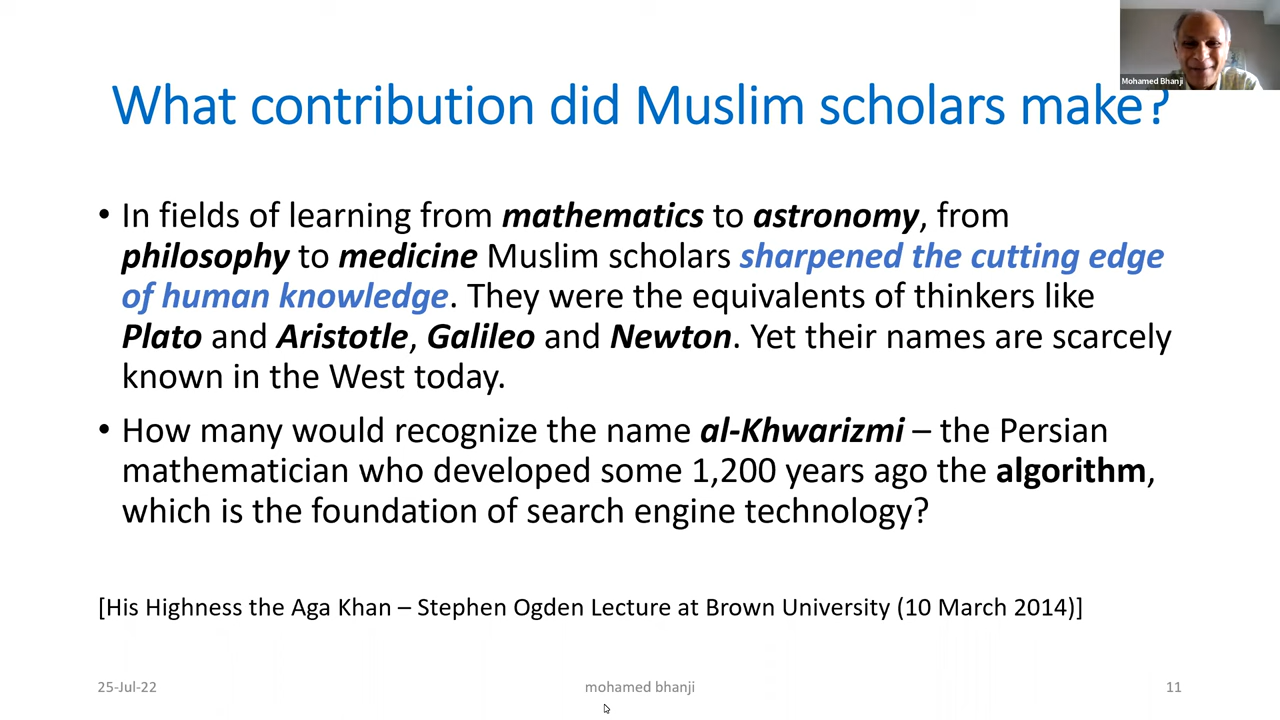 Mohamed Bhanji
What contribution did Muslim scholars make?
• In fields of learning from mathematics to astronomy, from
philosophy to medicine Muslim scholars sharpened the cutting edge
of human knowledge. They were the equivalents of thinkers like
Plato and Aristotle, Galileo and Newton. Yet their names are scarcely
known in the West today.
• How many would recognize the name al-Khwarizmi – the Persian
mathematician who developed some 1,200 years ago the algorithm,
which is the foundation of search engine technology?
[His Highness the Aga Khan – Stephen Ogden Lecture at Brown University (10 March 2014)]
25-Jul-22 mohamed bhanji 11